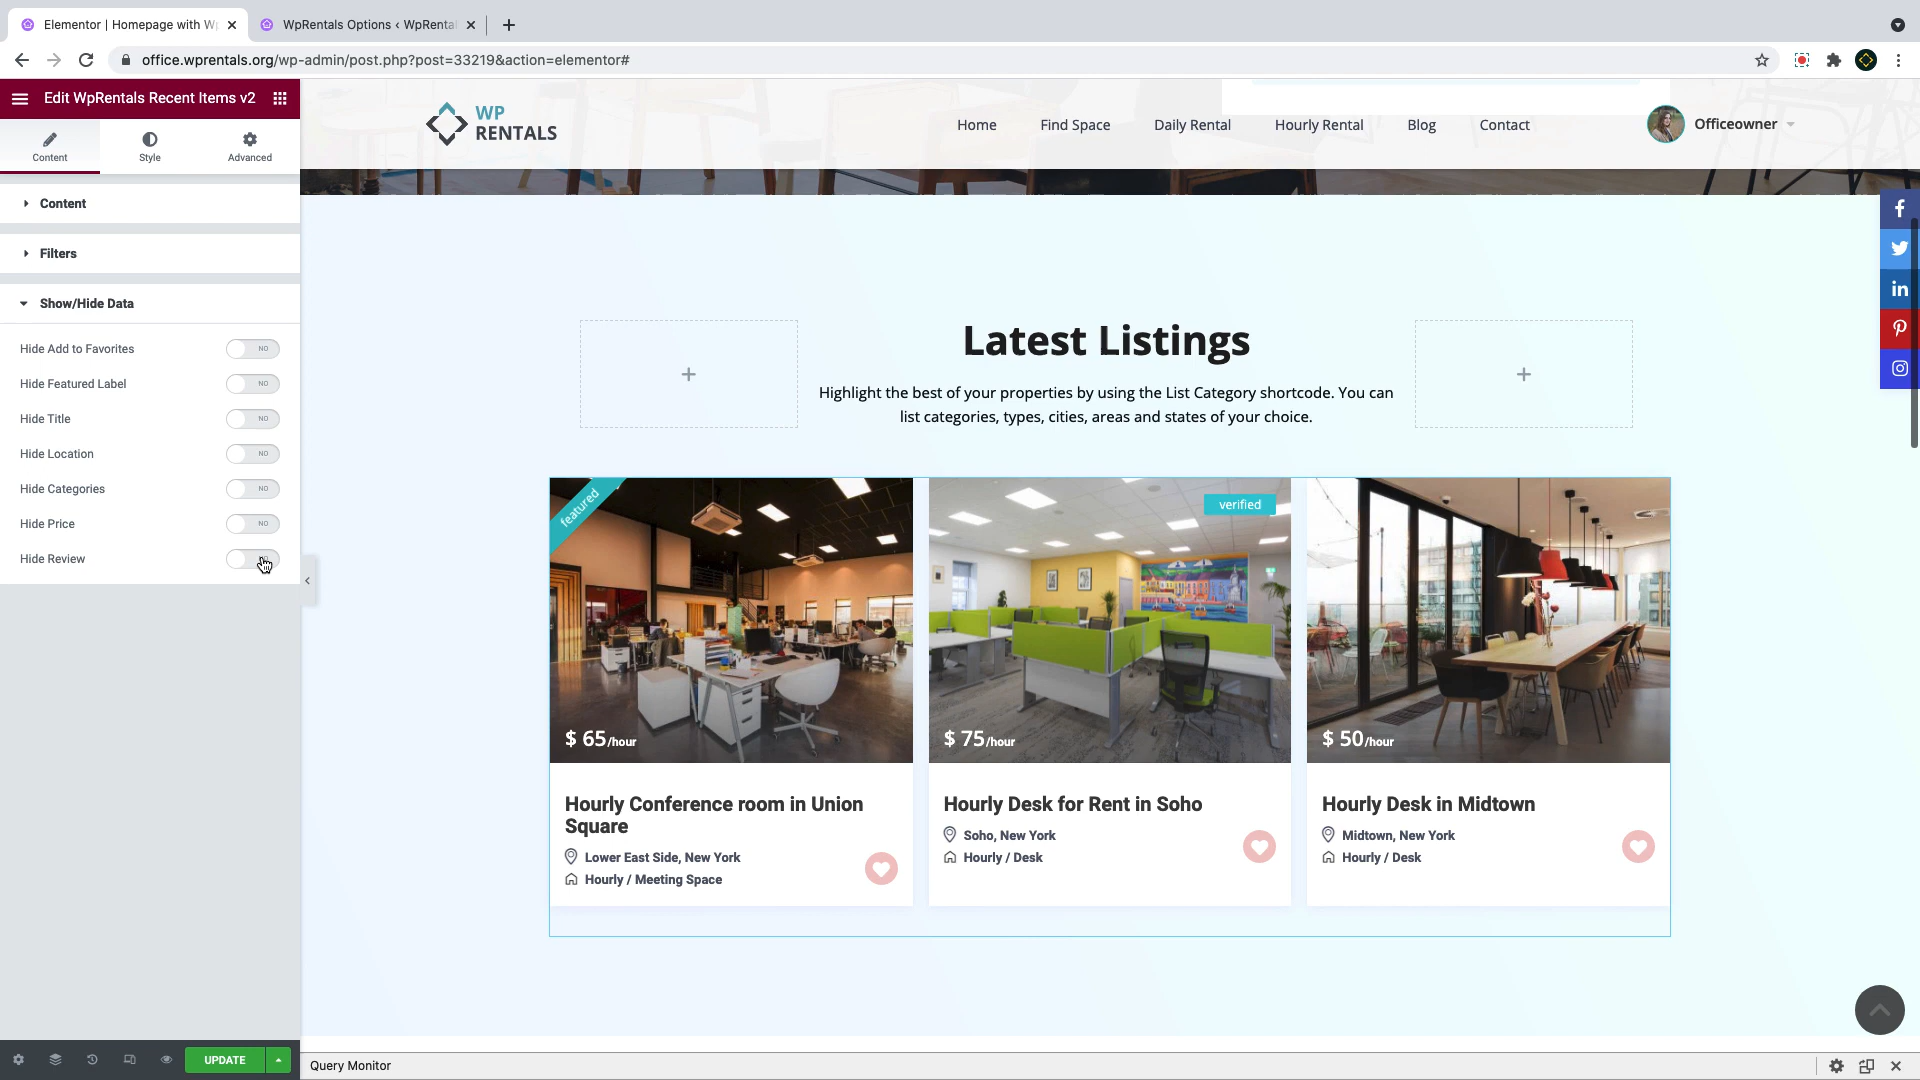 Elementor | Homepage with Wp
WpRentals Options ‹ WpRental
office.wprentals.org/wp-admin/post.php?post=33219&action=elementor#
Edit WpRentals Recent Items v2
Content
Style
Advanced
Content
Filters
Show/Hide Data
Hide Add to Favorites
NO
Hide Featured Label
NO
Hide Title
NO
Hide Location
NO
Hide Categories
NO
Hide Price
NO
Hide Review
UPDATE
WP
RENTALS
Home
Find Space
Daily Rental
Hourly Rental
Blog
Contact
Officeowner
Latest Listings
Highlight the best of your properties by using the List Category shortcode. You can
list categories, types, cities, areas and states of your choice.
featured
$ 65/hour
Hourly Conference room in Union
Square
Lower East Side, New York
Hourly / Meeting Space
verified
$ 75/hour
Hourly Desk for Rent in Soho
Soho, New York
Hourly / Desk
$ 50/hour
Hourly Desk in Midtown
Midtown, New York
Hourly / Desk
Query Monitor